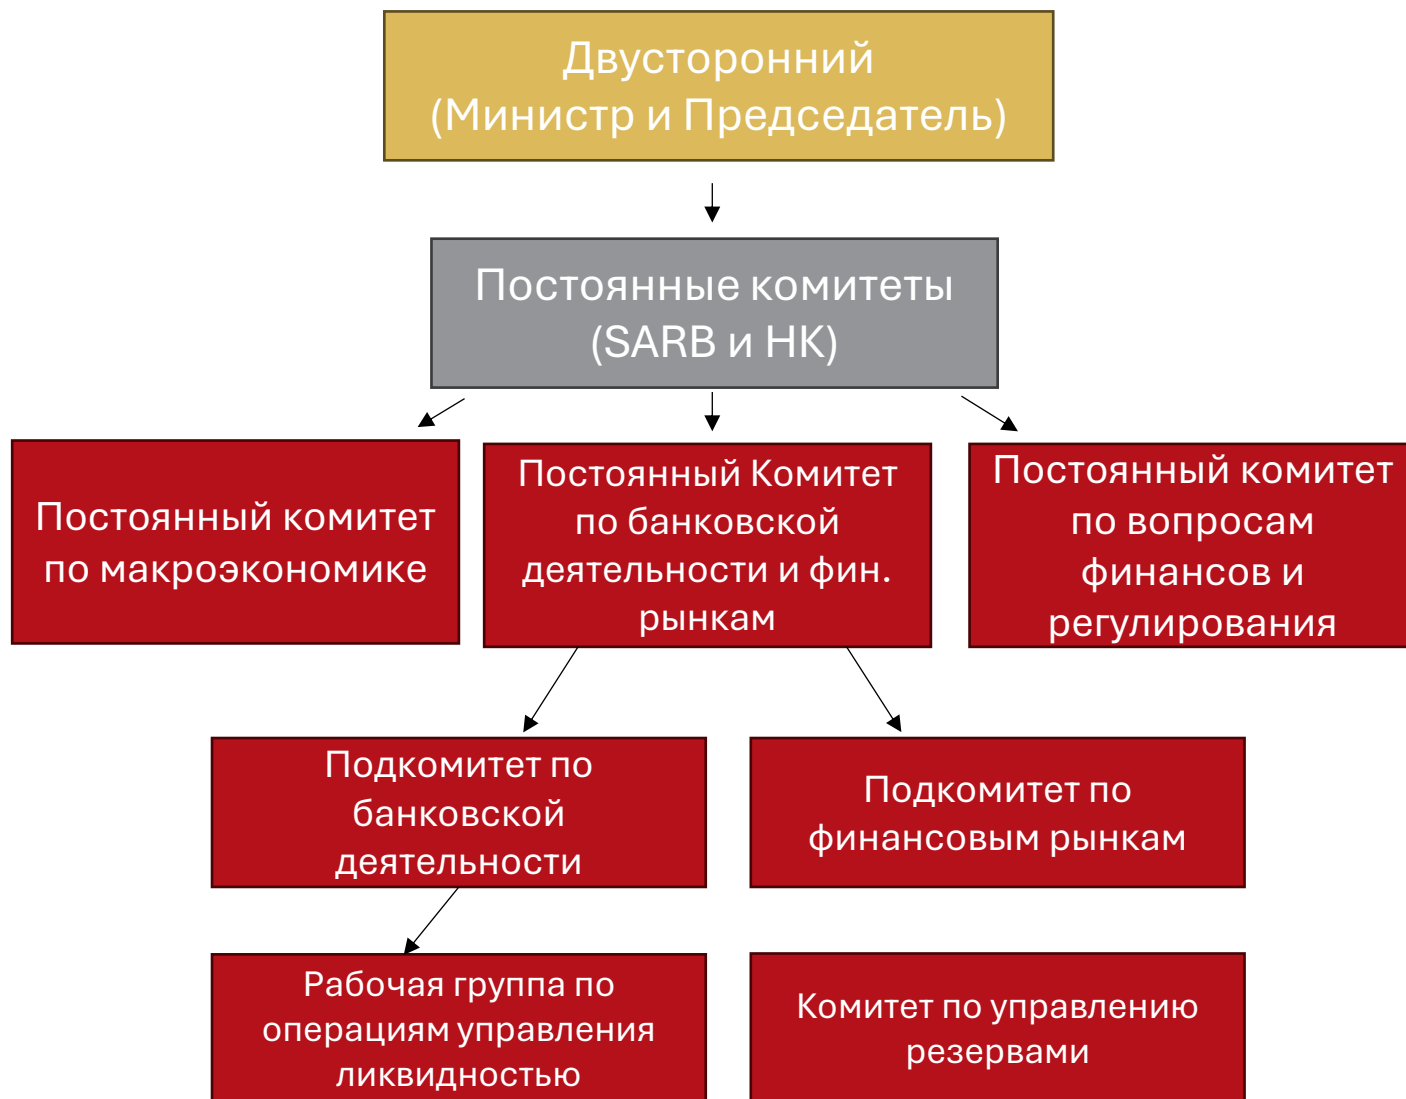 Двусторонний
(Министр и Председатель)
Постоянные комитеты
(SARB и НК)
Постоянный комитет
по макроэкономике
Постоянный Комитет
по банковской
деятельности и фин.
рынкам
Постоянный комитет
по вопросам
финансов и
регулирования
Подкомитет по
банковской
деятельности
Подкомитет по
финансовым рынкам
Рабочая группа по
операциям управления
ликвидностью
Комитет по управлению
резервами